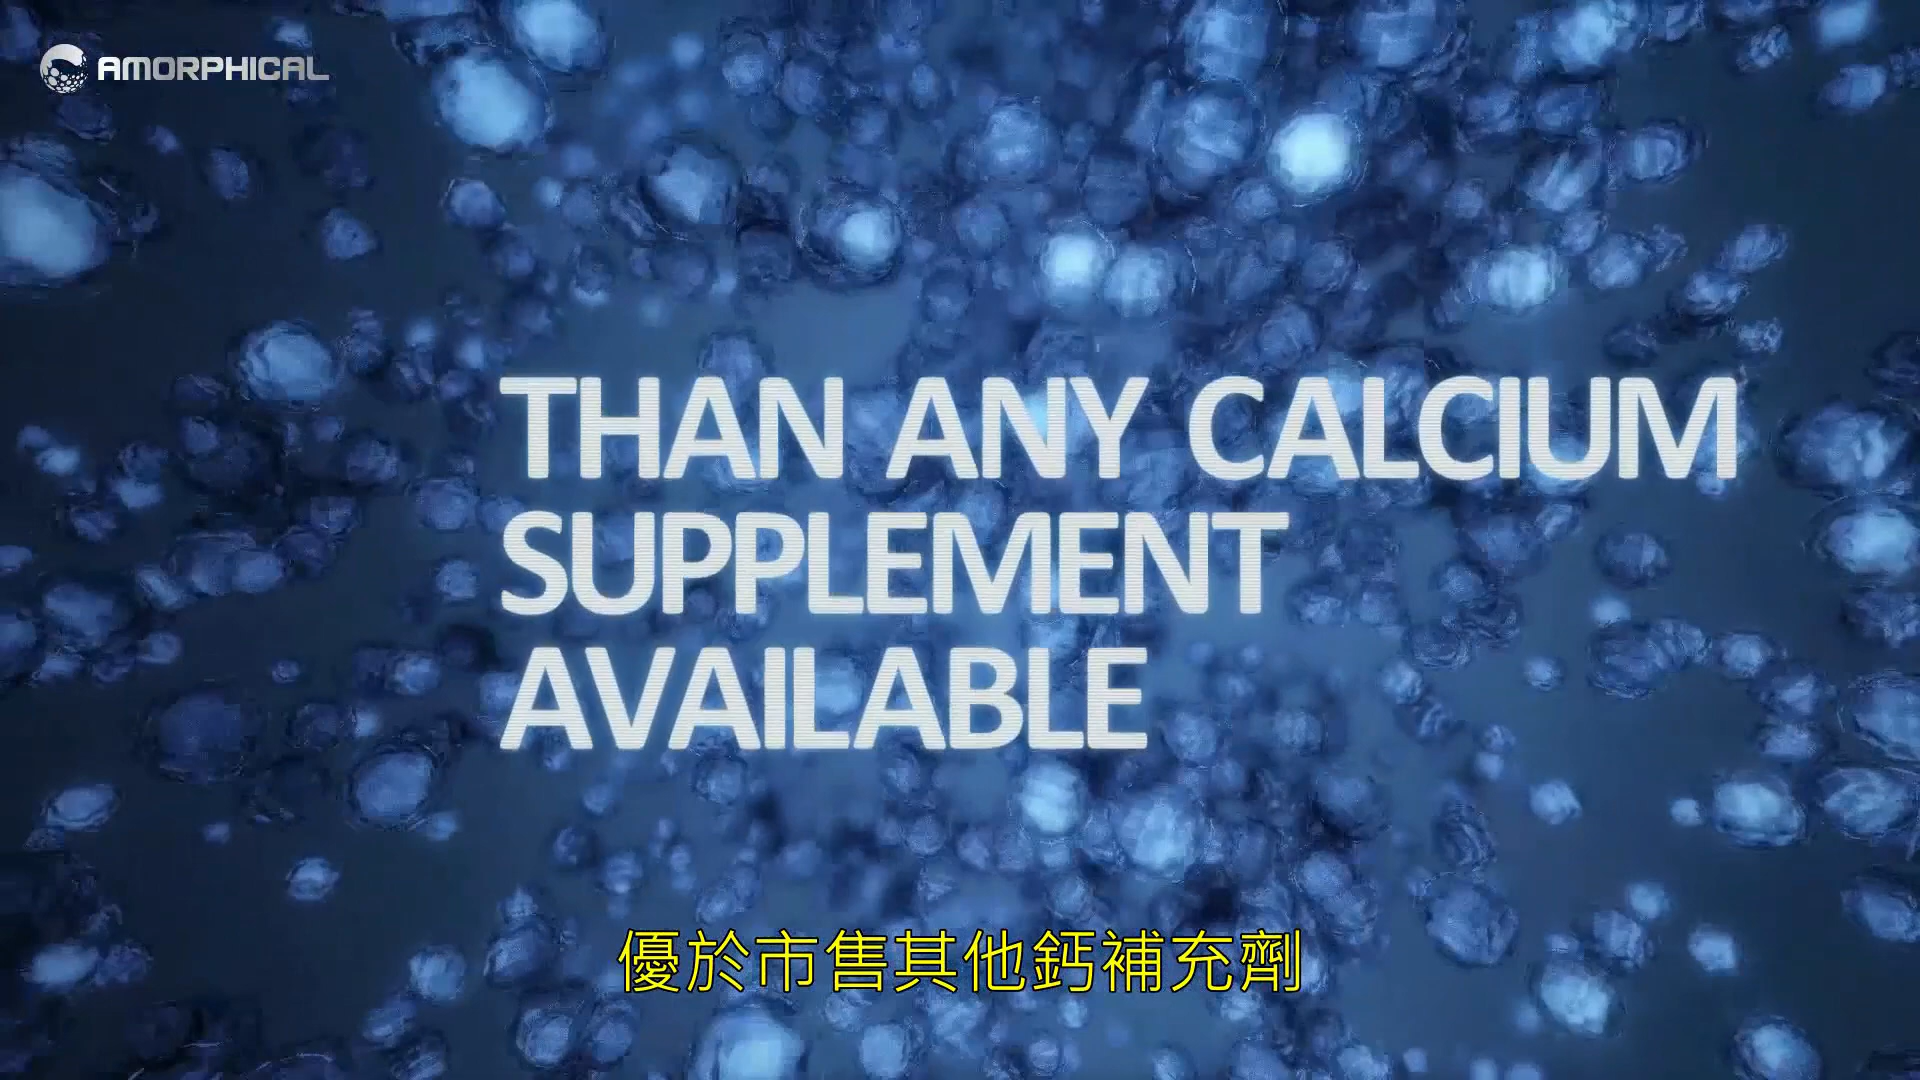 AMORPHICAL
THAN ANY CALCIUM
SUPPLEMENT
AVAILABLE
優於市售其他鈣補充劑